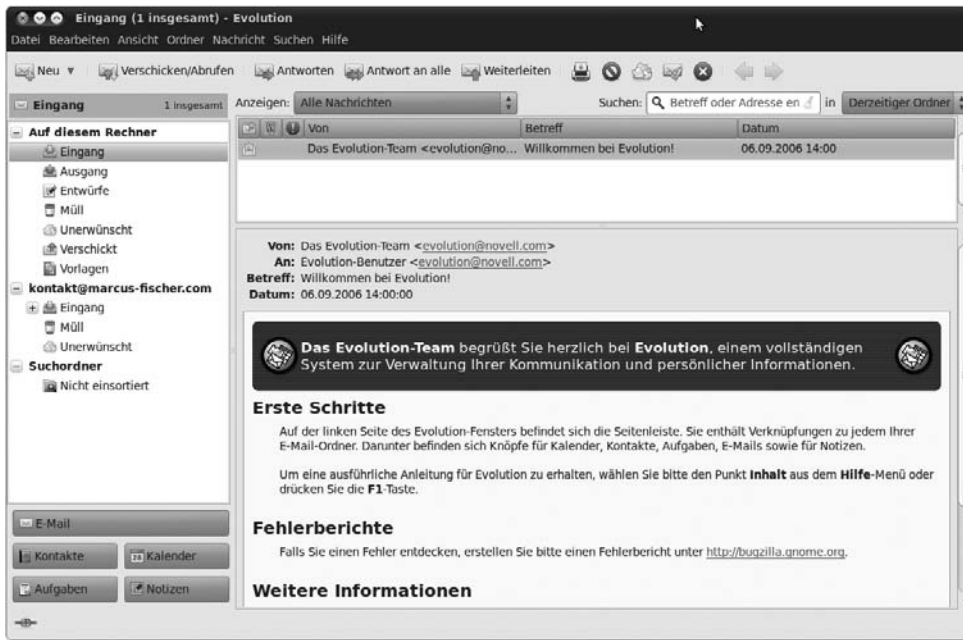 Eingang (1 insgesamt) - Evolution
Datei Bearbeiten Ansicht Ordner Nachricht Suchen Hilfe
Neu Verschicken/Abrufen Antworten Antwort an alle Weiterleiten
Eingang 1 insgesamt
Anzeigen: Alle Nachrichten Suchen: Betreff oder Adresse en in Derzeitiger Ordner
Auf diesem Rechner
Eingang
Ausgang
Entwürfe
Müll
Unerwünscht
Verschickt
Vorlagen
kontakt@marcus-fischer.com
Eingang
Müll
Unerwünscht
Suchordner
Nicht einsortiert
E-Mail
Kontakte Kalender
Aufgaben Notizen
Von Betreff Datum
Das Evolution-Team <evolution@no... Willkommen bei Evolution! 06.09.2006 14:00
Von: Das Evolution-Team <evolution@novell.com>
An: Evolution-Benutzer <evolution@novell.com>
Betreff: Willkommen bei Evolution!
Datum: 06.09.2006 14:00:00
Das Evolution-Team begrüßt Sie herzlich bei Evolution, einem vollständigen
System zur Verwaltung Ihrer Kommunikation und persönlicher Informationen.
Erste Schritte
Auf der linken Seite des Evolution-Fensters befindet sich die Seitenleiste. Sie enthält Verknüpfungen zu jedem Ihrer
E-Mail-Ordner. Darunter befinden sich Knöpfe für Kalender, Kontakte, Aufgaben, E-Mails sowie für Notizen.
Um eine ausführliche Anleitung für Evolution zu erhalten, wählen Sie bitte den Punkt Inhalt aus dem Hilfe-Menü oder
drücken Sie die F1-Taste.
Fehlerberichte
Falls Sie einen Fehler entdecken, erstellen Sie bitte einen Fehlerbericht unter http://bugzilla.gnome.org.
Weitere Informationen